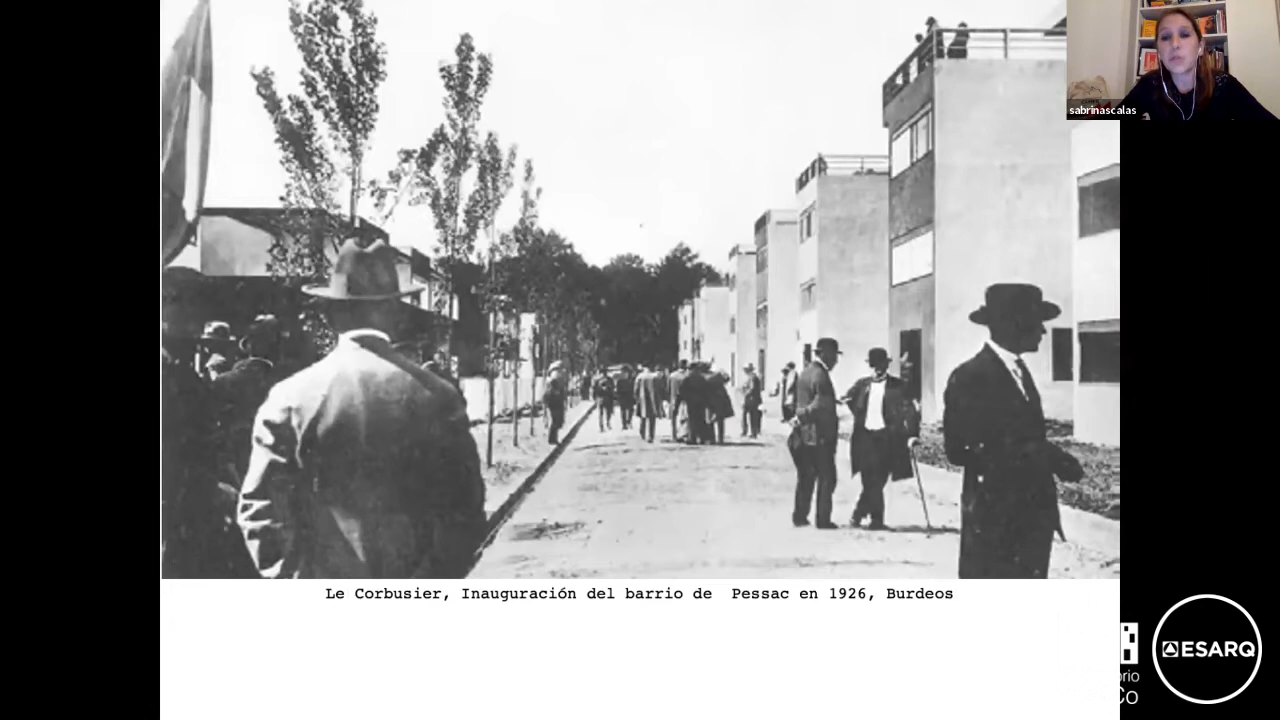 sabrinascalas
Le Corbusier, Inauguración del barrio de Pessac en 1926, Burdeos
ESARQ